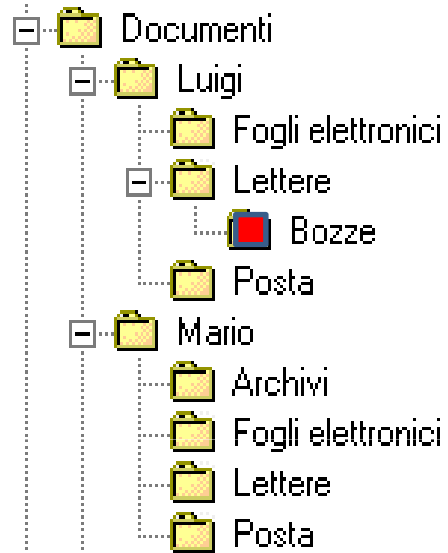 Documenti
Luigi
Fogli elettronici
Lettere
Bozze
Posta
Mario
Archivi
Fogli elettronici
Lettere
Posta